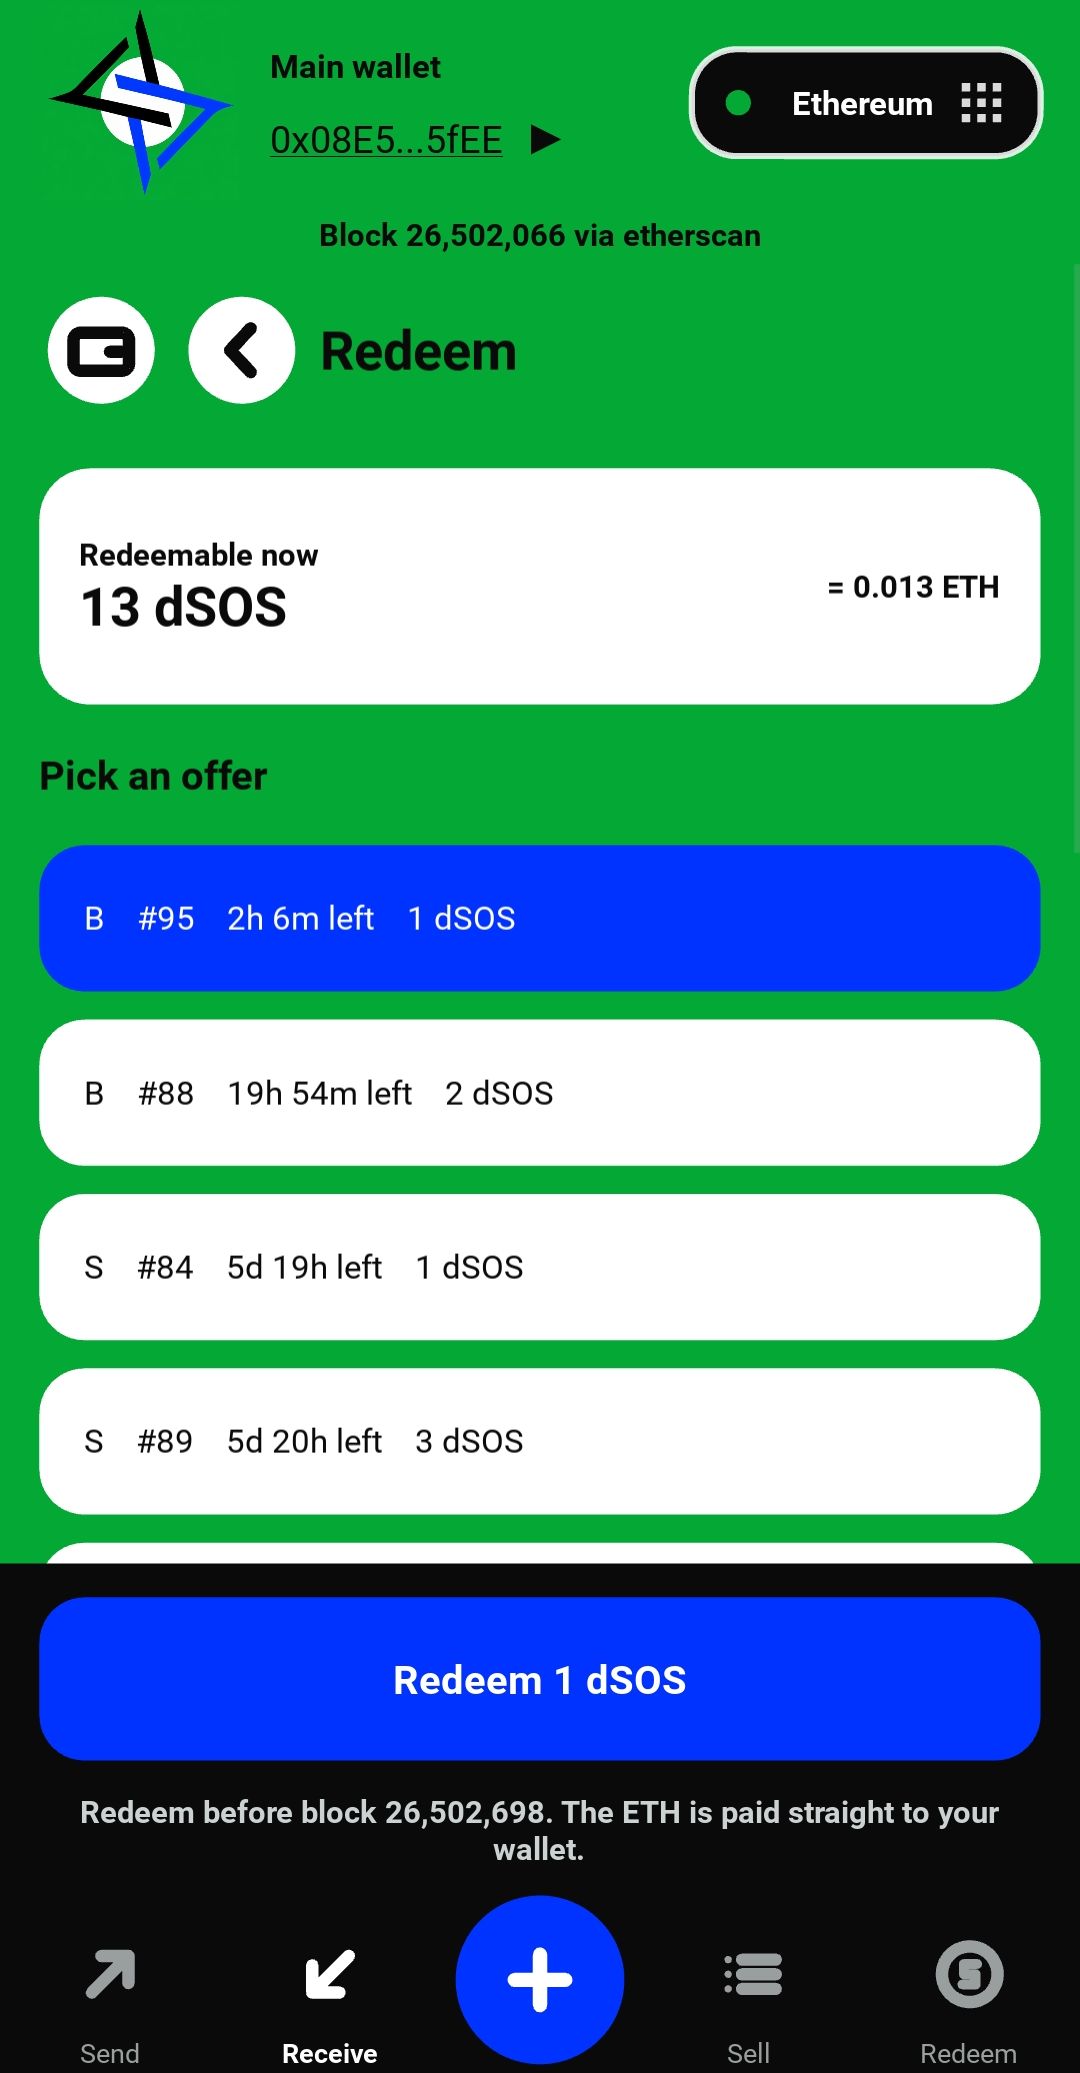 Main wallet
Ethereum
0x08E5...5fEE
Block 26,502,066 via etherscan
Redeem
Redeemable now
13 dSOS
= 0.013 ETH
Pick an offer
B #95 2h 6m left 1 dSOS
B #88 19h 54m left 2 dSOS
S #84 5d 19h left 1 dSOS
S #89 5d 20h left 3 dSOS
Redeem 1 dSOS
Redeem before block 26,502,698. The ETH is paid straight to your
wallet.
Send
Receive
Sell
Redeem